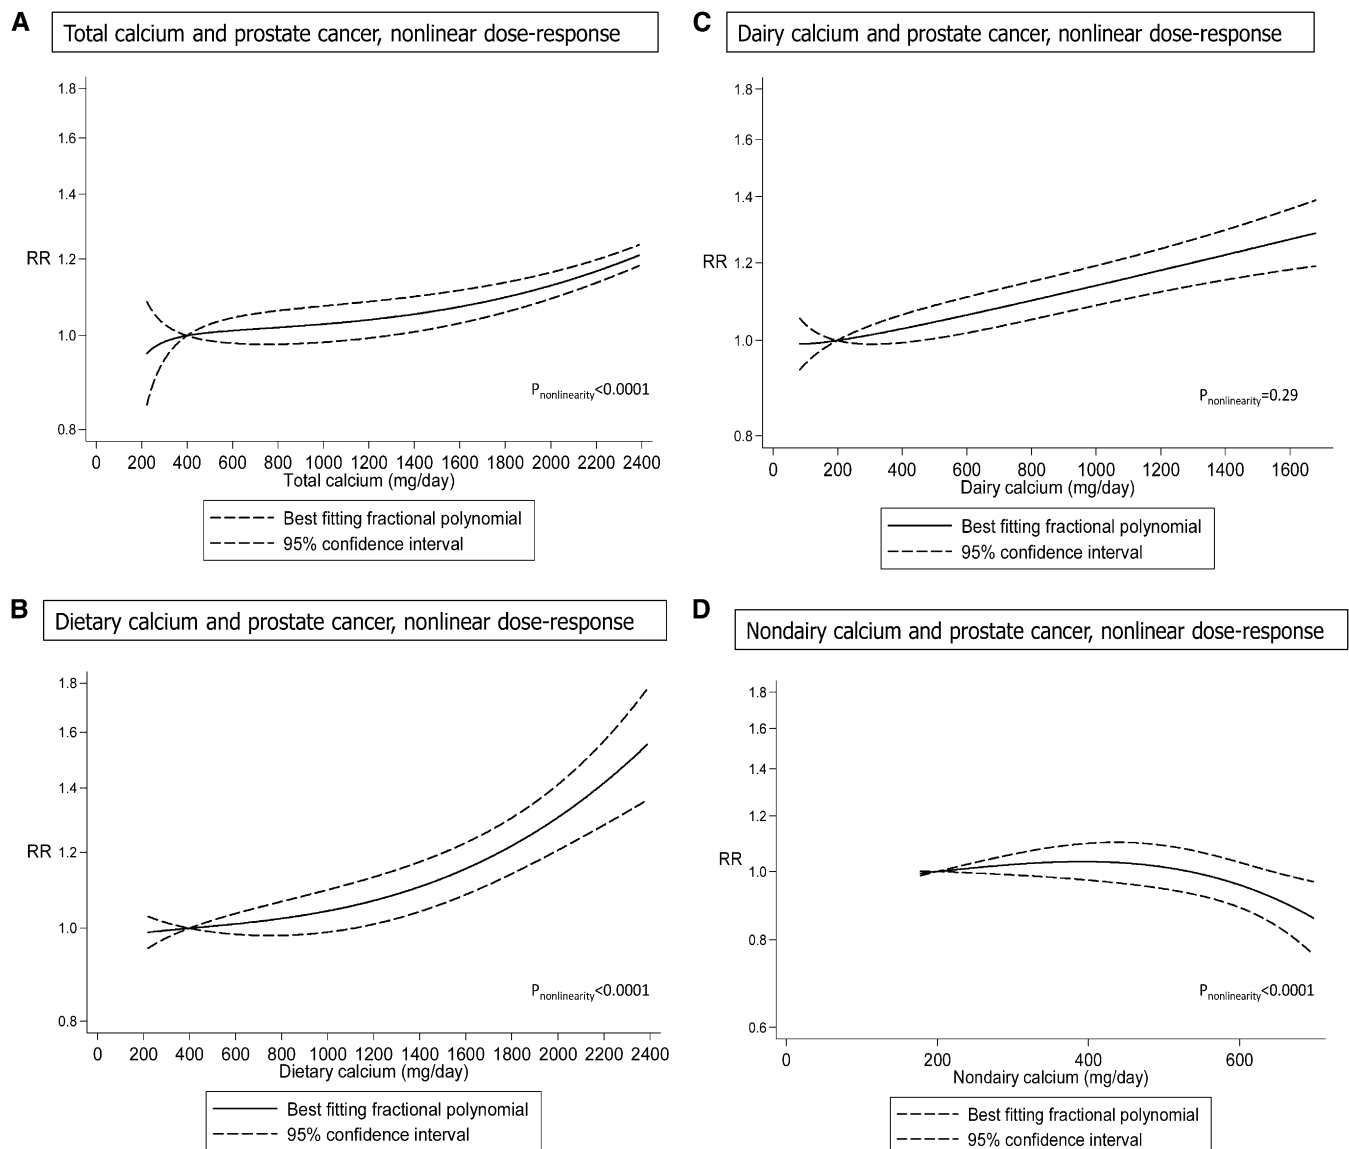 A
Total calcium and prostate cancer, nonlinear dose-response
1.8
1.6
1.4
RR 1.2
1.0
0.8
Pnonlinearity<0.0001
0 200 400 600 800 1000 1200 1400 1600 1800 2000 2200 2400
Total calcium (mg/day)
Best fitting fractional polynomial
95% confidence interval
C
Dairy calcium and prostate cancer, nonlinear dose-response
1.8
1.6
1.4
RR 1.2
1.0
0.8
Pnonlinearity=0.29
0 200 400 600 800 1000 1200 1400 1600
Dairy calcium (mg/day)
Best fitting fractional polynomial
95% confidence interval
B
Dietary calcium and prostate cancer, nonlinear dose-response
1.8
1.6
1.4
RR 1.2
1.0
0.8
Pnonlinearity<0.0001
0 200 400 600 800 1000 1200 1400 1600 1800 2000 2200 2400
Dietary calcium (mg/day)
Best fitting fractional polynomial
95% confidence interval
D
Nondairy calcium and prostate cancer, nonlinear dose-response
1.8
1.6
1.4
1.2
RR
1.0
0.8
0.6
Pnonlinearity<0.0001
0 200 400 600
Nondairy calcium (mg/day)
Best fitting fractional polynomial
95% confidence interval